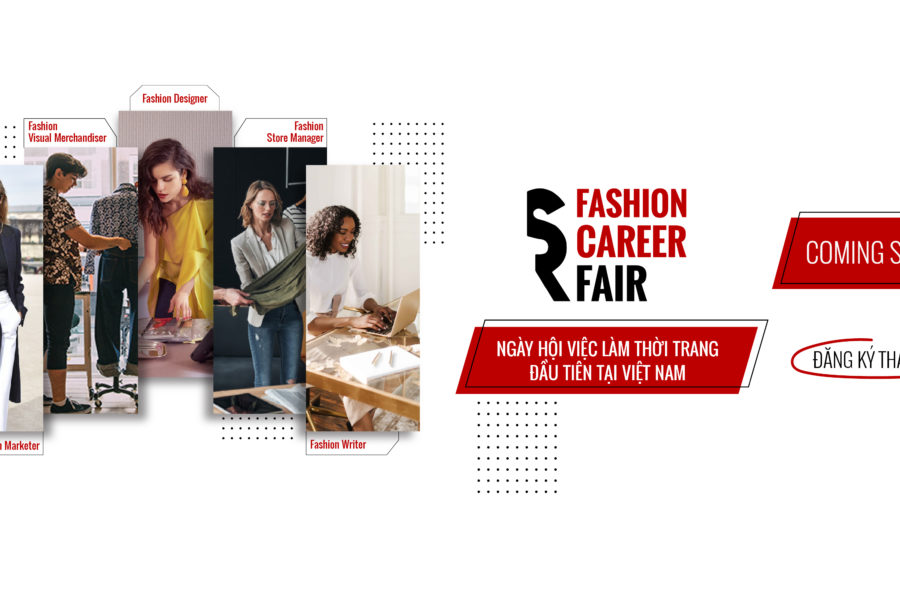 Fashion Designer
Fashion
Visual Merchandiser
Fashion
Store Manager
Marketer
Fashion Writer
FASHION
CAREER
FAIR
NGÀY HỘI VIỆC LÀM THỜI TRANG
ĐẦU TIÊN TẠI VIỆT NAM
COMING S
ĐĂNG KÝ THA